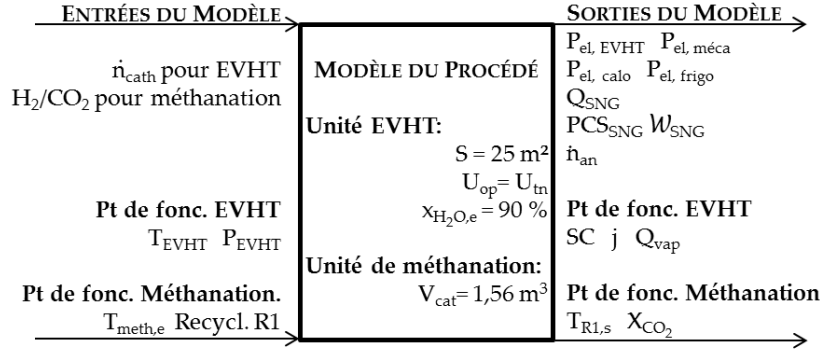 ENTRÉES DU MODÈLE
ṅcath pour EVHT
H2/CO2 pour méthanation
Pt de fonc. EVHT
TEVHT PEVHT
Pt de fonc. Méthanation.
Tmeth,e Recycl. R1
MODÈLE DU PROCÉDÉ
Unité EVHT:
S = 25 m²
Uop= Utn
xH2O,e = 90 %
Unité de méthanation:
Vcat= 1,56 m3
SORTIES DU MODÈLE
Pel, EVHT Pel, méca
Pel, calo Pel, frigo
QSNG
PCSSNG WSNG
ṅan
Pt de fonc. EVHT
SC j Qvap
Pt de fonc. Méthanation
TR1,s XCO2